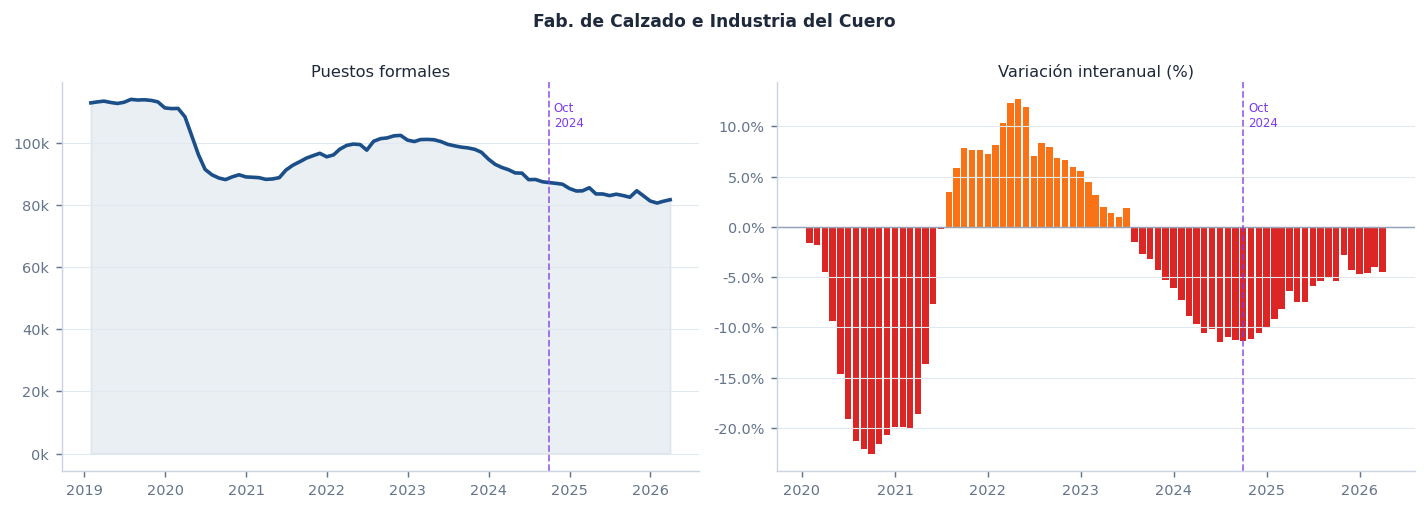 Fab. de Calzado e Industria del Cuero
Puestos formales
Oct
2024
100k
80k
60k
40k
20k
0k
2019 2020 2021 2022 2023 2024 2025 2026
Variación interanual (%)
Oct
2024
10.0%
5.0%
0.0%
-5.0%
-10.0%
-15.0%
-20.0%
2020 2021 2022 2023 2024 2025 2026